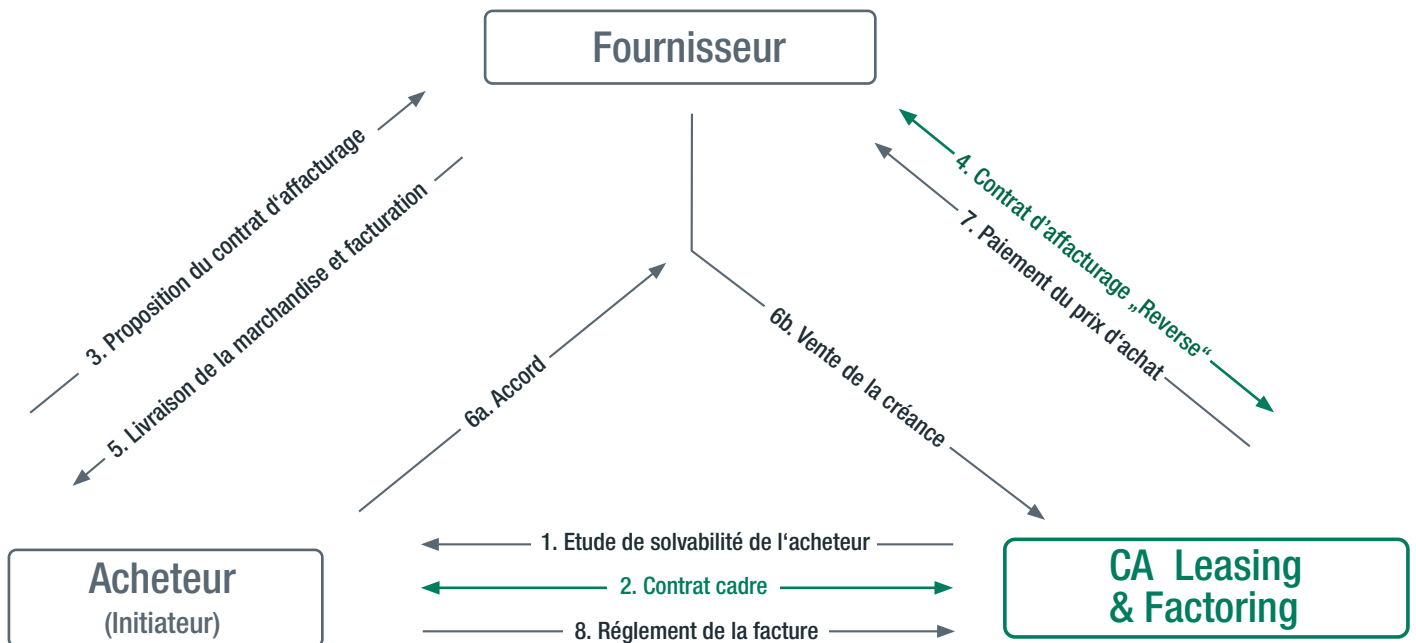 Fournisseur
3. Proposition du contrat d‘affacturage
5. Livraison de la marchandise et facturation
6a. Accord
6b. Vente de la créance
4. Contrat d’affacturage „Reverse“
7. Paiement du prix d’achat
Acheteur
(Initiateur)
1. Etude de solvabilité de l‘acheteur
2. Contrat cadre
8. Réglement de la facture
CA Leasing
& Factoring